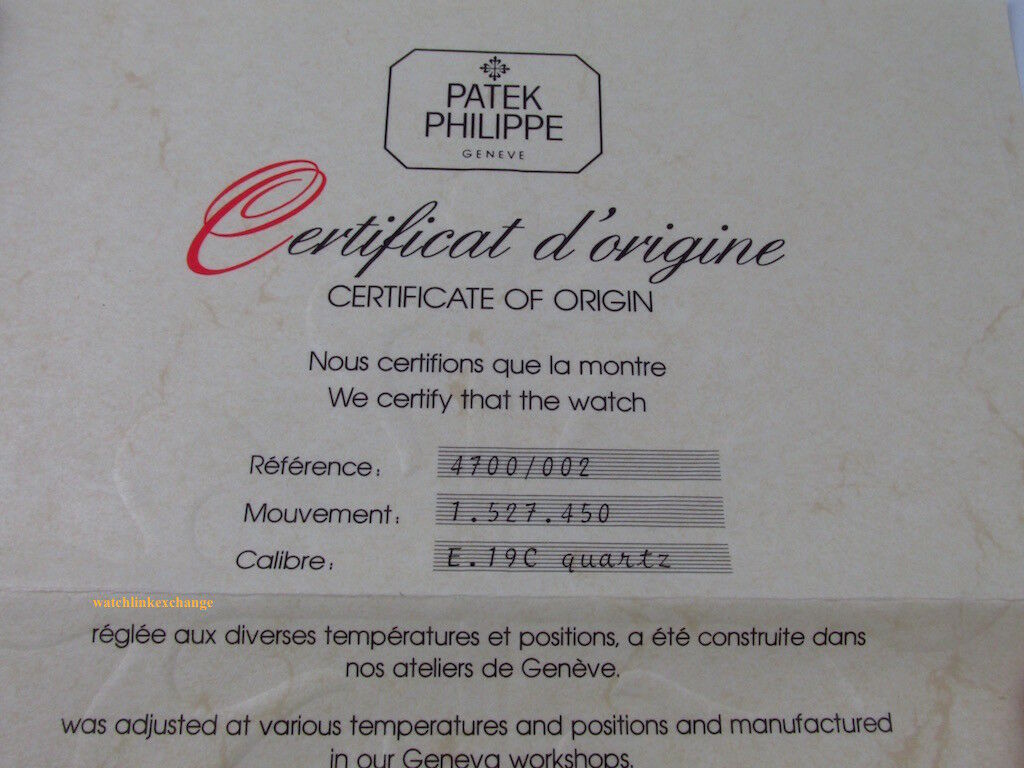 PATEK
PHILIPPE
GENEVE
Certificat d'origine
CERTIFICATE OF ORIGIN
Nous certifions que la montre
We certify that the watch
Référence: 4700/002
Mouvement: 1.527.450
Calibre: E.19C quartz
watchlinkexchange
réglée aux diverses températures et positions, a été construite dans
nos ateliers de Genève.
was adjusted at various temperatures and positions and manufactured
in our Geneva workshops.